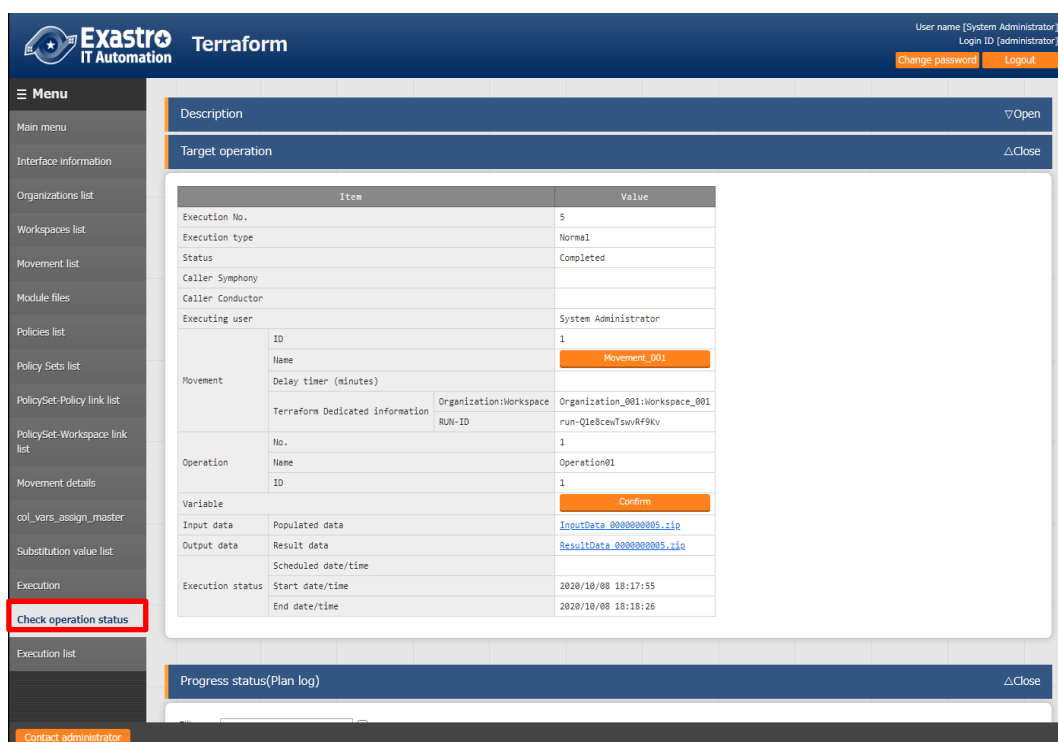 Exastro
IT Automation
Terraform
User name [System Administrator]
Login ID [administrator]
Change password
Logout
☰ Menu
Main menu
Interface information
Organizations list
Workspaces list
Movement list
Module files
Policies list
Policy Sets list
PolicySet-Policy link list
PolicySet-Workspace link
list
Movement details
col_vars_assign_master
Substitution value list
Execution
Check operation status
Execution list
Contact administrator
Description ▽Open
Target operation △Close
Item Value
Execution No. 5
Execution type Normal
Status Completed
Caller Symphony
Caller Conductor
Executing user System Administrator
Movement
ID 1
Name Movement_001
Delay timer (minutes)
Terraform Dedicated information
Organization:Workspace Organization_001:Workspace_001
RUN-ID run-Q1e8cewTswvRf9Kv
Operation
No. 1
Name Operation01
ID 1
Variable Confirm
Input data Populated data InputData_0000000005.zip
Output data Result data ResultData_0000000005.zip
Execution status
Scheduled date/time
Start date/time 2020/10/08 18:17:55
End date/time 2020/10/08 18:18:26
Progress status(Plan log) △Close